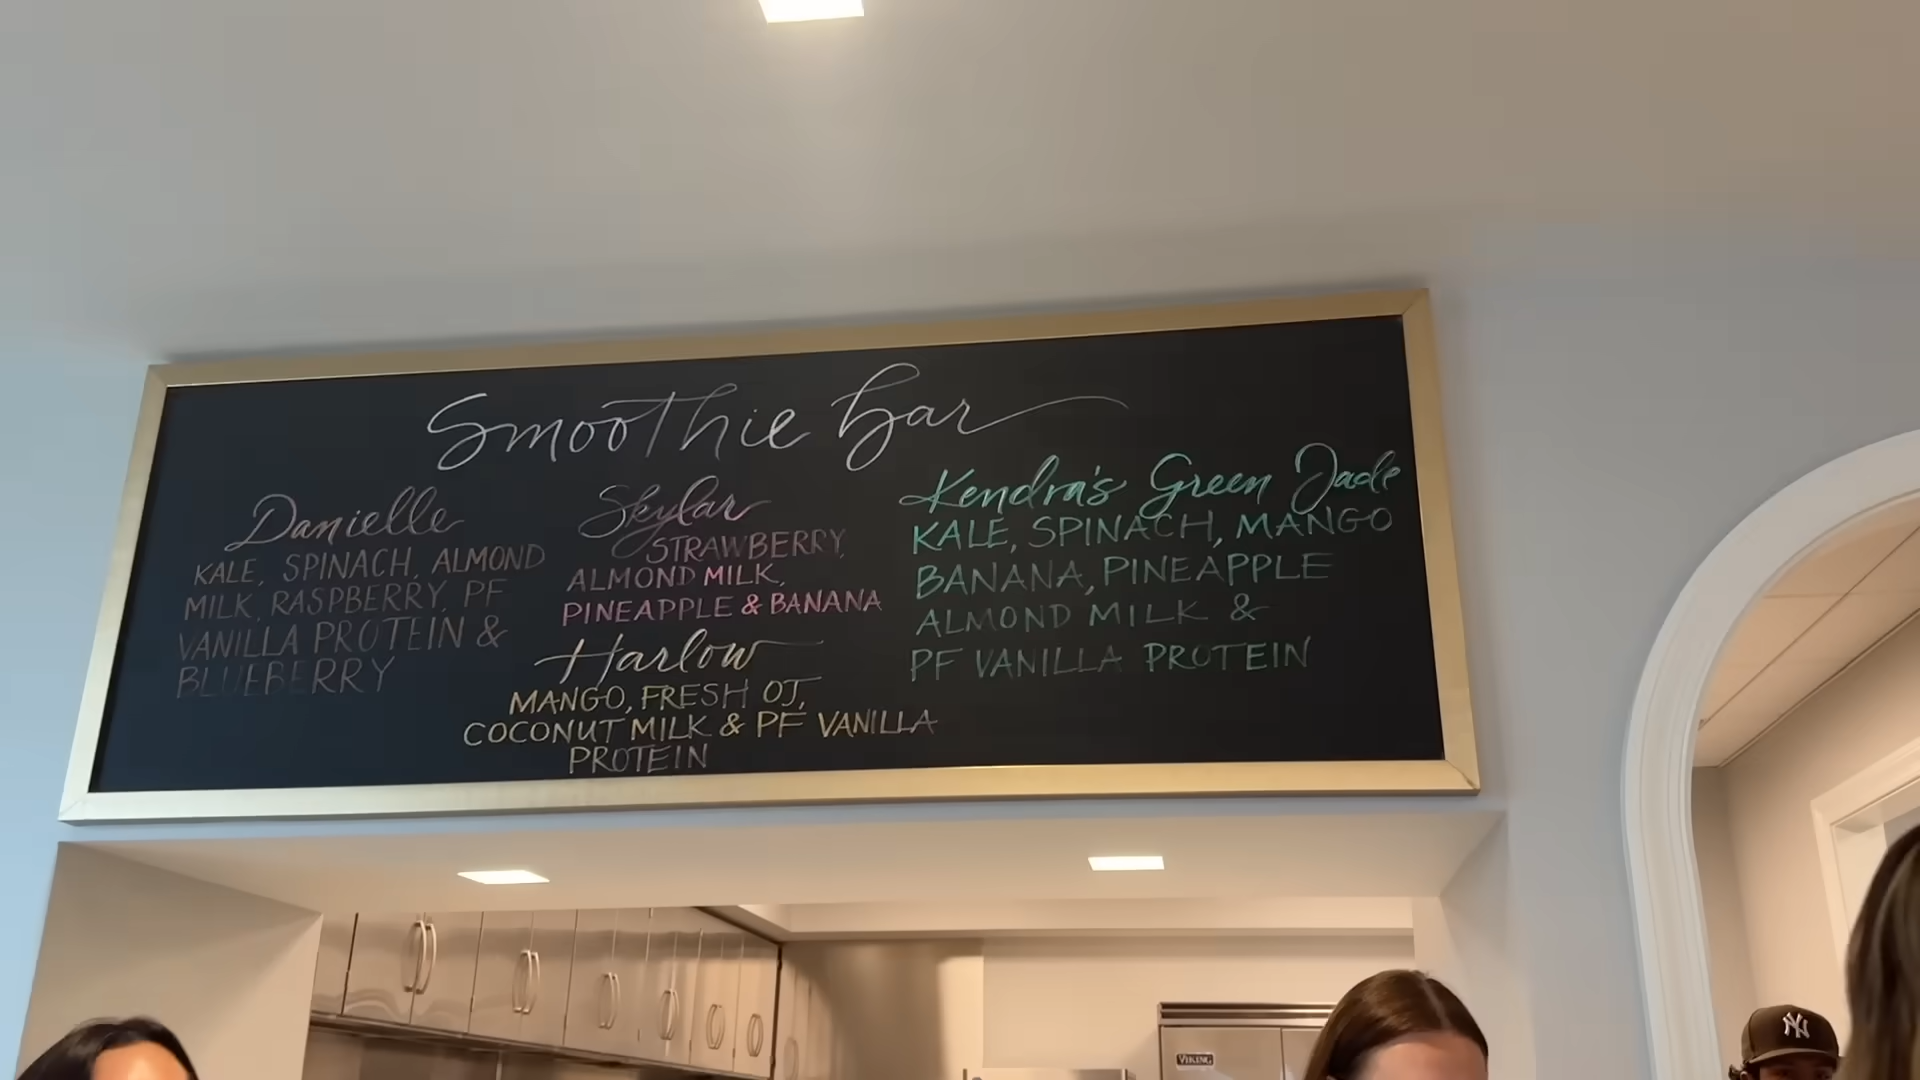 Smoothie bar
Danielle
KALE, SPINACH, ALMOND
MILK, RASPBERRY, PF
VANILLA PROTEIN &
BLUEBERRY
Skylar
STRAWBERRY,
ALMOND MILK,
PINEAPPLE & BANANA
Harlow
MANGO, FRESH OJ,
COCONUT MILK & PF VANILLA
PROTEIN
Kendra's Green Jade
KALE, SPINACH, MANGO
BANANA, PINEAPPLE
ALMOND MILK &
PF VANILLA PROTEIN
VIKING
NY